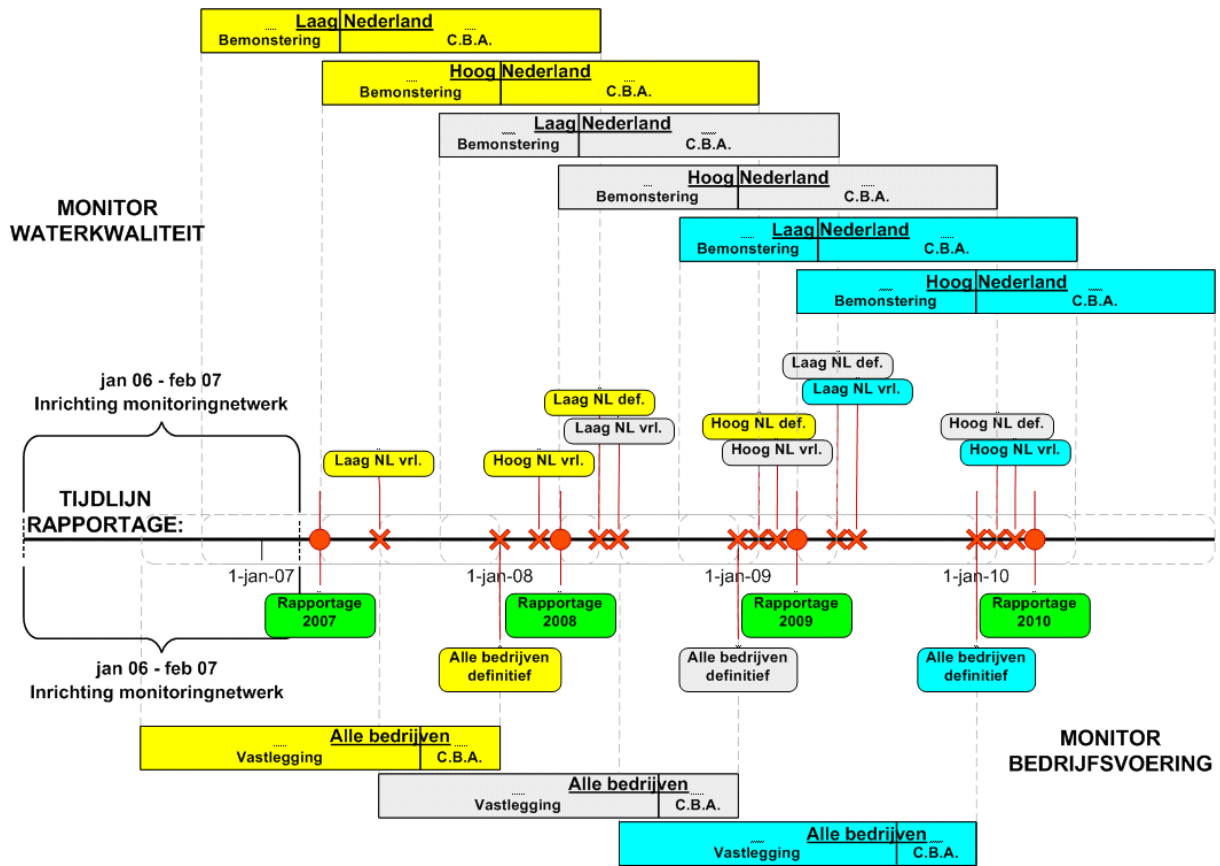 Laag Nederland
Bemonstering C.B.A.
Hoog Nederland
Bemonstering C.B.A.
Laag Nederland
Bemonstering C.B.A.
Hoog Nederland
Bemonstering C.B.A.
MONITOR
WATERKWALITEIT
Laag Nederland
Bemonstering C.B.A.
Hoog Nederland
Bemonstering C.B.A.
jan 06 - feb 07
Inrichting monitoringnetwerk
Laag NL def.
Laag NL vrl.
Laag NL def.
Laag NL vrl.
Hoog NL def.
Hoog NL def.
Laag NL vrl.
Hoog NL vrl.
Hoog NL vrl.
Hoog NL vrl.
TIJDLIJN
RAPPORTAGE:
1-jan-07
1-jan-08
1-jan-09
1-jan-10
Rapportage
2007
Rapportage
2008
Rapportage
2009
Rapportage
2010
jan 06 - feb 07
Inrichting monitoringnetwerk
Alle bedrijven
definitief
Alle bedrijven
definitief
Alle bedrijven
definitief
Alle bedrijven
Vastlegging C.B.A.
MONITOR
BEDRIJFSVOERING
Alle bedrijven
Vastlegging C.B.A.
Alle bedrijven
Vastlegging C.B.A.